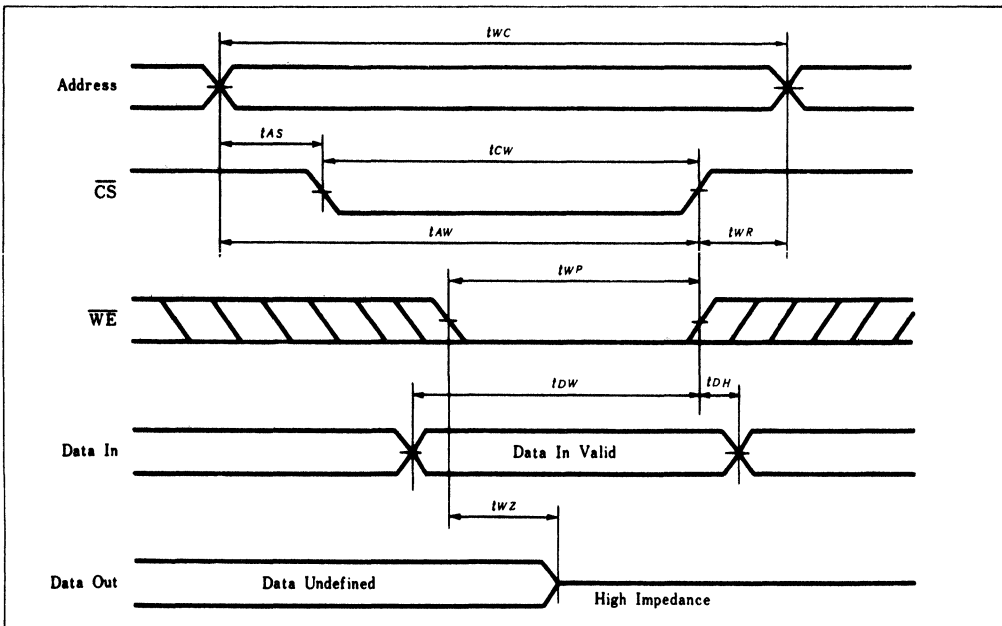 tWC
Address
tAS
tCW
CS
tAW
tWR
tWP
WE
tDW
tDH
Data In
Data In Valid
tWZ
Data Out
Data Undefined
High Impedance